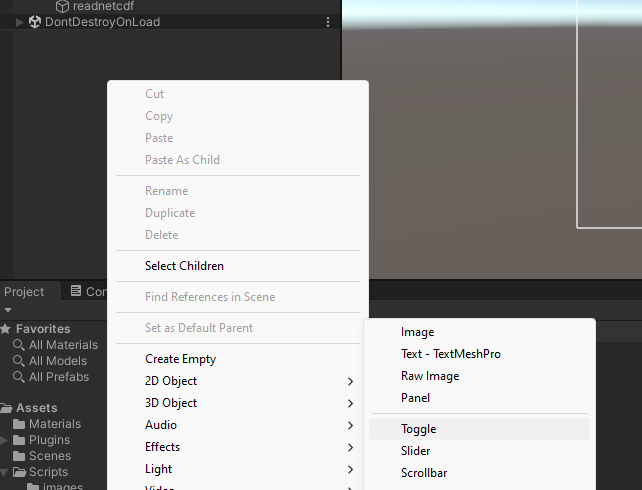 readnetcdf
DontDestroyOnLoad
Cut
Copy
Paste
Paste As Child
Rename
Duplicate
Delete
Select Children
Find References in Scene
Set as Default Parent
Create Empty
2D Object
3D Object
Audio
Effects
Light
Video
Image
Text - TextMeshPro
Raw Image
Panel
Toggle
Slider
Scrollbar
Project
Con
Favorites
All Materials
All Models
All Prefabs
Assets
Materials
Plugins
Scenes
Scripts
images